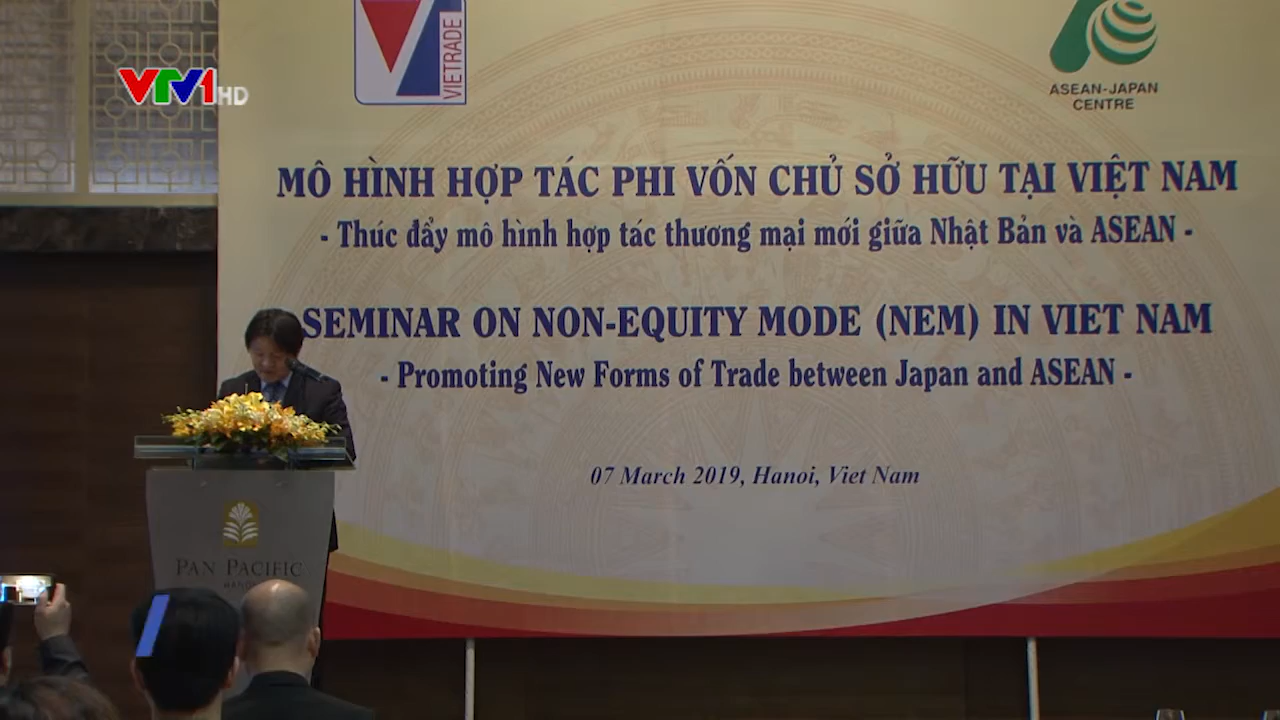 VTV1 HD
VIETRADE
ASEAN-JAPAN
CENTRE
MÔ HÌNH HỢP TÁC PHI VỐN CHỦ SỞ HỮU TẠI VIỆT NAM
- Thúc đẩy mô hình hợp tác thương mại mới giữa Nhật Bản và ASEAN -
SEMINAR ON NON-EQUITY MODE (NEM) IN VIET NAM
- Promoting New Forms of Trade between Japan and ASEAN -
07 March 2019, Hanoi, Viet Nam
PAN PACIFIC